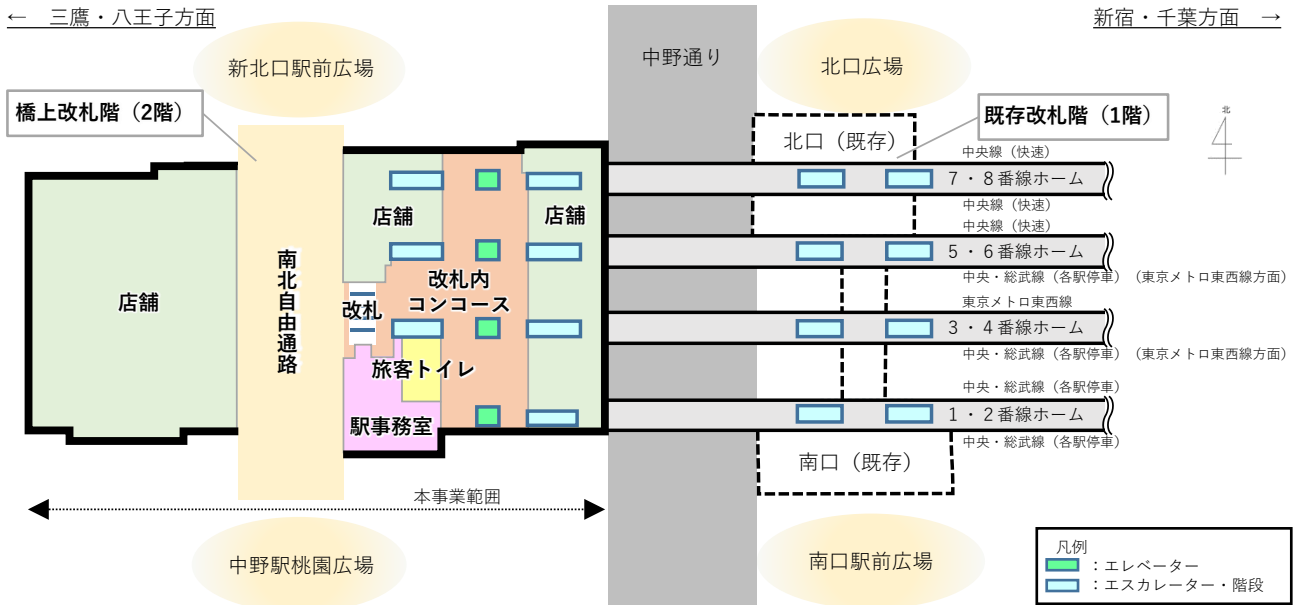 ← 三鷹・八王子方面
新宿・千葉方面 →
新北口駅前広場
中野通り
北口広場
橋上改札階（2階）
既存改札階（1階）
北
北口（既存）
中央線（快速）
7・8番線ホーム
中央線（快速）
中央線（快速）
5・6番線ホーム
中央・総武線（各駅停車）（東京メトロ東西線方面）
東京メトロ東西線
3・4番線ホーム
中央・総武線（各駅停車）（東京メトロ東西線方面）
中央・総武線（各駅停車）
1・2番線ホーム
中央・総武線（各駅停車）
店舗
南北自由通路
店舗
店舗
改札
改札内
コンコース
旅客トイレ
駅事務室
南口（既存）
本事業範囲
中野駅桃園広場
南口駅前広場
凡例
：エレベーター
：エスカレーター・階段